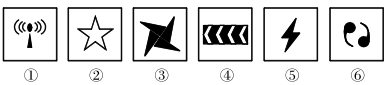 ① ② ③ ④ ⑤ ⑥